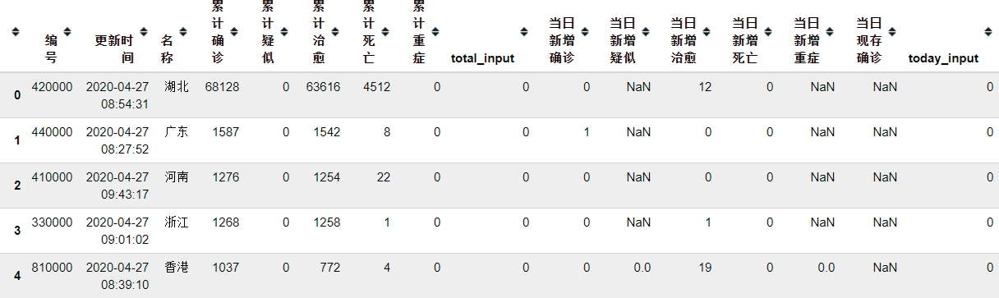 编号 更新时间 名称 累计确诊 累计疑似 累计治愈 累计死亡 累计重症 total_input 当日新增确诊 当日新增疑似 当日新增治愈 当日新增死亡 当日新增重症 当日现存确诊 today_input
0 420000 2020-04-27 08:54:31 湖北 68128 0 63616 4512 0 0 0 NaN 12 0 NaN NaN 0
1 440000 2020-04-27 08:27:52 广东 1587 0 1542 8 0 0 1 NaN 0 0 NaN NaN 0
2 410000 2020-04-27 09:43:17 河南 1276 0 1254 22 0 0 0 NaN 0 0 NaN NaN 0
3 330000 2020-04-27 09:01:02 浙江 1268 0 1258 1 0 0 0 NaN 1 0 NaN NaN 0
4 810000 2020-04-27 08:39:10 香港 1037 0 772 4 0 0 0 0.0 19 0 0.0 NaN 0